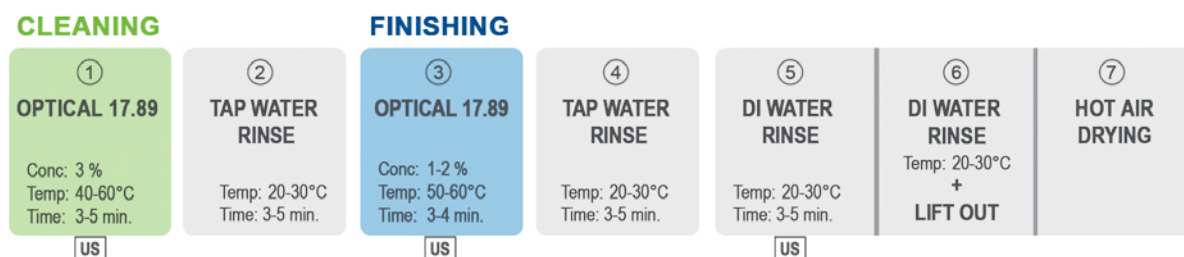 CLEANING
FINISHING
①
OPTICAL 17.89
Conc: 3 %
Temp: 40-60°C
Time: 3-5 min.
US
②
TAP WATER
RINSE
Temp: 20-30°C
Time: 3-5 min.
③
OPTICAL 17.89
Conc: 1-2 %
Temp: 50-60°C
Time: 3-4 min.
US
④
TAP WATER
RINSE
Temp: 20-30°C
Time: 3-5 min.
⑤
DI WATER
RINSE
Temp: 20-30°C
Time: 3-5 min.
US
⑥
DI WATER
RINSE
Temp: 20-30°C
+
LIFT OUT
⑦
HOT AIR
DRYING